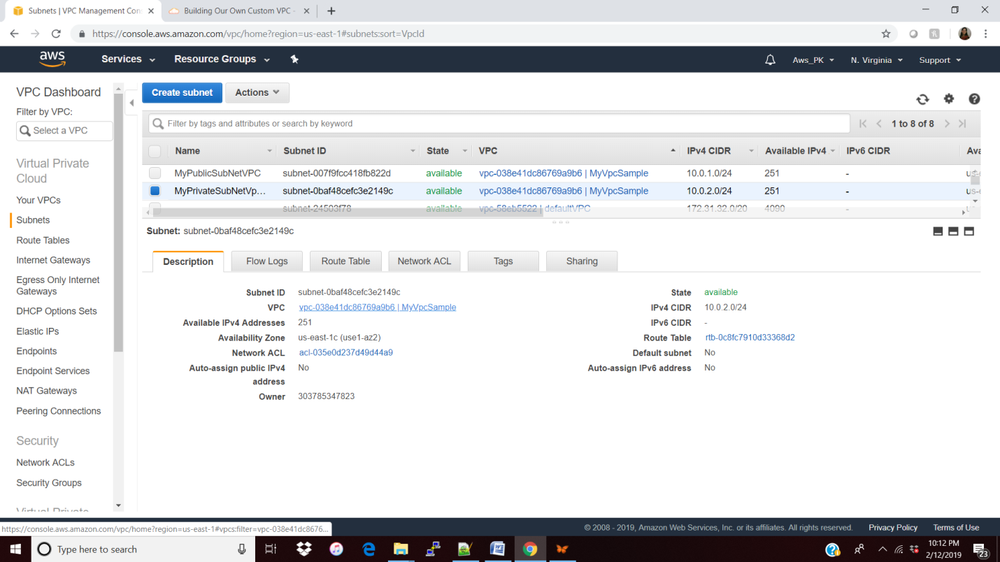 Subnets | VPC Management Con
Building Our Own Custom VPC -
https://console.aws.amazon.com/vpc/home?region=us-east-1#subnets:sort=VpcId
aws Services Resource Groups Aws_PK N. Virginia Support
VPC Dashboard
Filter by VPC:
Select a VPC
Virtual Private
Cloud
Your VPCs
Subnets
Route Tables
Internet Gateways
Egress Only Internet
Gateways
DHCP Options Sets
Elastic IPs
Endpoints
Endpoint Services
NAT Gateways
Peering Connections
Security
Network ACLs
Security Groups
Virtual Private
Create subnet Actions
Filter by tags and attributes or search by keyword
1 to 8 of 8
Name Subnet ID State VPC IPv4 CIDR Available IPv4 IPv6 CIDR Ava
MyPublicSubNetVPC subnet-007f9fcc418fb822d available vpc-038e41dc86769a9b6 | MyVpcSample 10.0.1.0/24 251 -
MyPrivateSubNetVp... subnet-0baf48cefc3e2149c available vpc-038e41dc86769a9b6 | MyVpcSample 10.0.2.0/24 251 -
subnet-24503f78 available vpc-58eb5522 | defaultVPC 172.31.32.0/20 4090 -
Subnet: subnet-0baf48cefc3e2149c
Description Flow Logs Route Table Network ACL Tags Sharing
Subnet ID subnet-0baf48cefc3e2149c
VPC vpc-038e41dc86769a9b6 | MyVpcSample
Available IPv4 Addresses 251
Availability Zone us-east-1c (use1-az2)
Network ACL acl-035e0d237d49d44a9
Auto-assign public IPv4 No
address
Owner 303785347823
State available
IPv4 CIDR 10.0.2.0/24
IPv6 CIDR -
Route Table rtb-0c8fc7910d33368d2
Default subnet No
Auto-assign IPv6 address No
https://console.aws.amazon.com/vpc/home?region=us-east-1#vpcs:filter=vpc-038e41dc8676...
© 2008 - 2019, Amazon Web Services, Inc. or its affiliates. All rights reserved. Privacy Policy Terms of Use
Type here to search
10:12 PM
2/12/2019
23